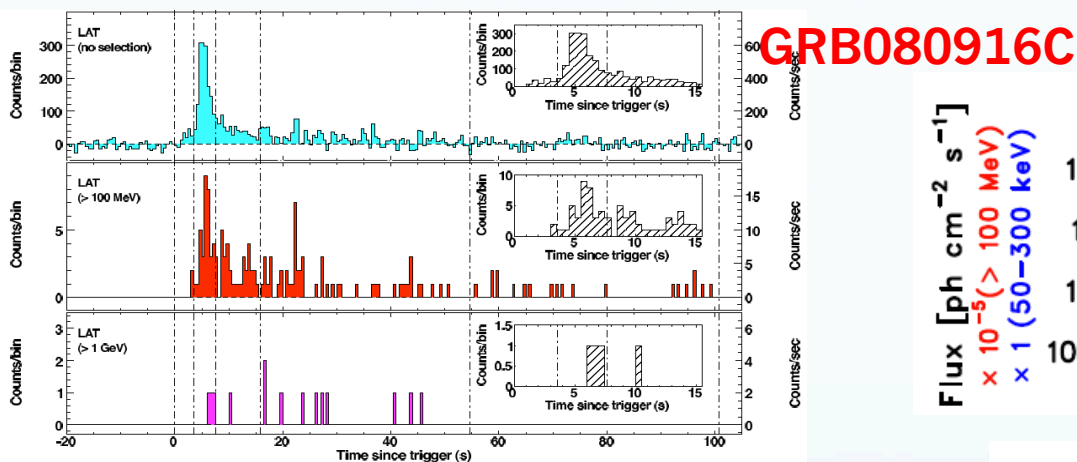 GRB080916C
LAT
(no selection)
Counts/bin
300
200
100
0
Counts/bin
300
200
100
0
0 5 10 15
Time since trigger (s)
600
400
200
0
Counts/sec
LAT
(> 100 MeV)
Counts/bin
5
0
Counts/bin
10
5
0
0 5 10 15
Time since trigger (s)
15
10
5
0
Counts/sec
LAT
(> 1 GeV)
Counts/bin
3
2
1
0
Counts/bin
1.5
1
0.5
0
0 5 10 15
Time since trigger (s)
6
4
2
0
Counts/sec
-20 0 20 40 60 80 100
Time since trigger (s)
Flux [ph cm⁻² s⁻¹]
× 10⁻⁵ (> 100 MeV)
× 1 (50−300 keV)
1
1
1
10